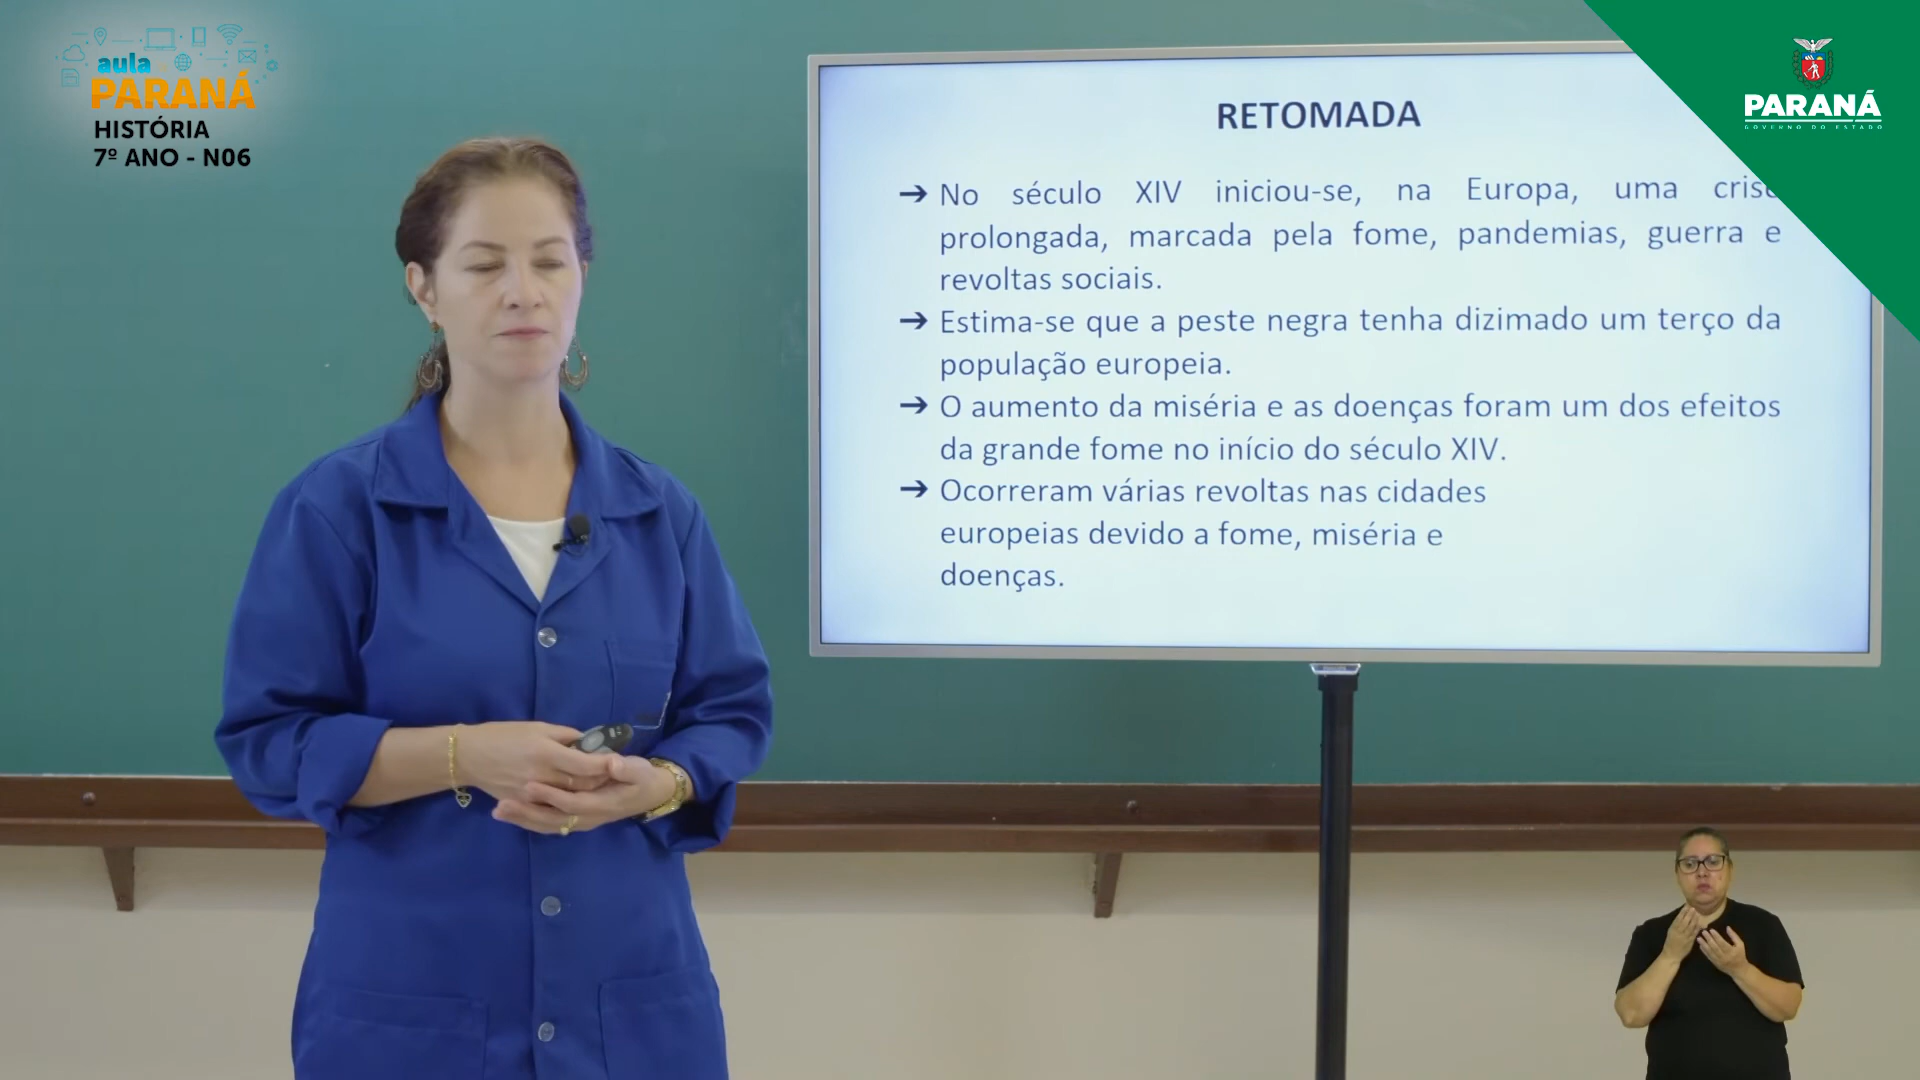 aula
PARANÁ
HISTÓRIA
7º ANO - N06
RETOMADA
➔ No século XIV iniciou-se, na Europa, uma crise
prolongada, marcada pela fome, pandemias, guerra e
revoltas sociais.
➔ Estima-se que a peste negra tenha dizimado um terço da
população europeia.
➔ O aumento da miséria e as doenças foram um dos efeitos
da grande fome no início do século XIV.
➔ Ocorreram várias revoltas nas cidades
europeias devido a fome, miséria e
doenças.
PARANÁ
GOVERNO DO ESTADO